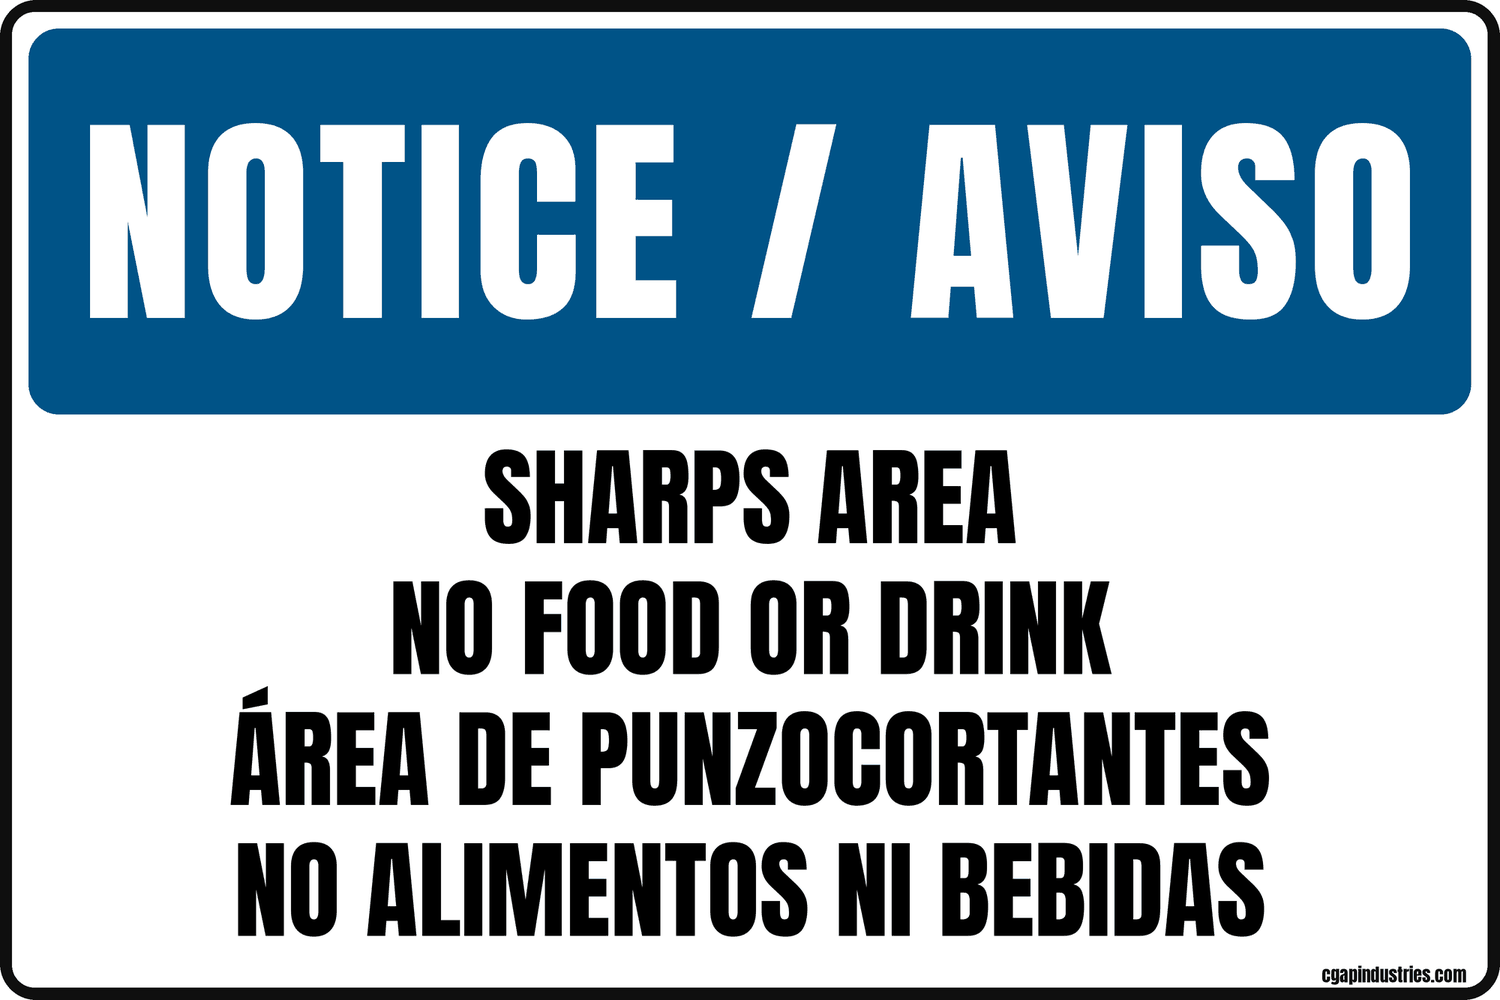 NOTICE / AVISO
SHARPS AREA
NO FOOD OR DRINK
ÁREA DE PUNZOCORTANTES
NO ALIMENTOS NI BEBIDAS
cgapindustries.com